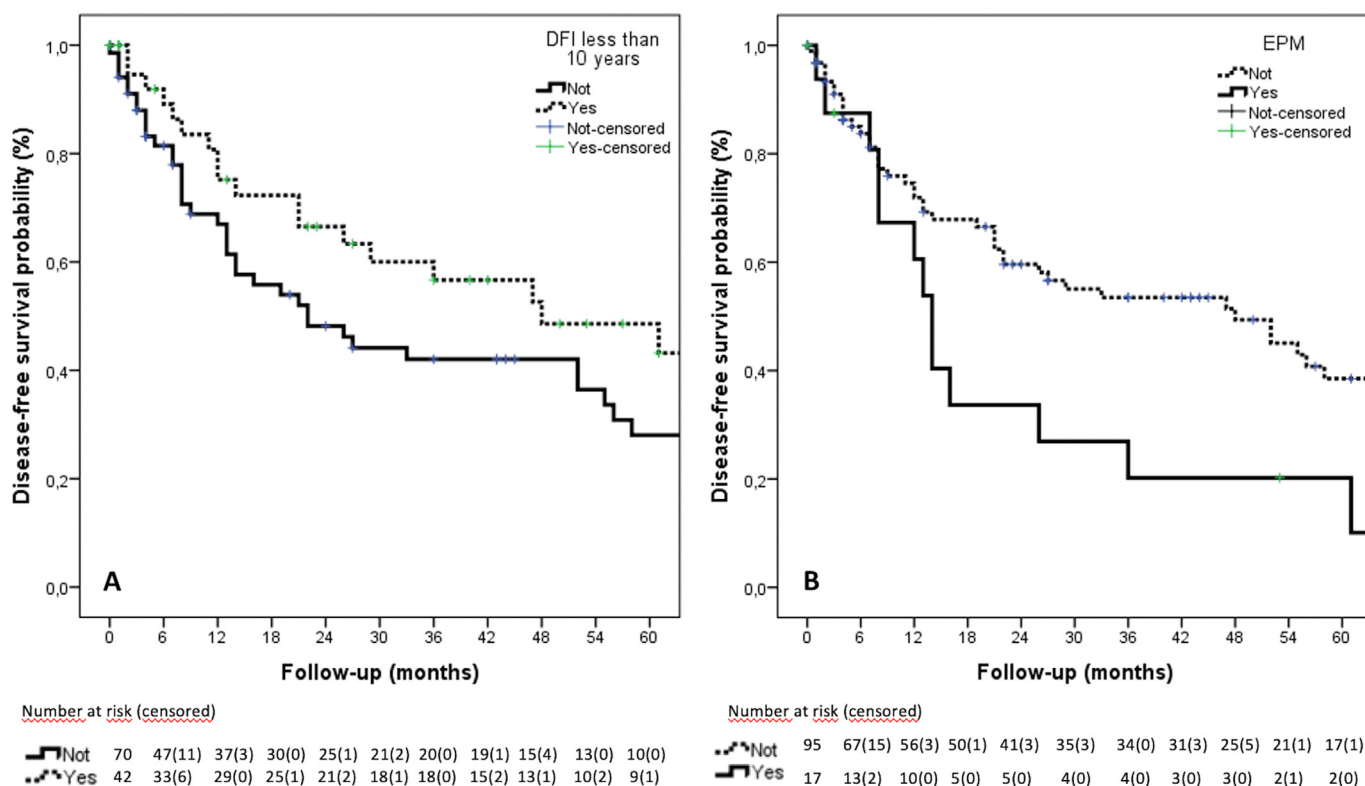 DFI less than
10 years
Not
Yes
Not-censored
Yes-censored
1,0
0,8
0,6
0,4
0,2
0,0
Disease-free survival probability (%)
A
0 6 12 18 24 30 36 42 48 54 60
Follow-up (months)
Number at risk (censored)
Not 70 47(11) 37(3) 30(0) 25(1) 21(2) 20(0) 19(1) 15(4) 13(0) 10(0)
Yes 42 33(6) 29(0) 25(1) 21(2) 18(1) 18(0) 15(2) 13(1) 10(2) 9(1)
EPM
Not
Yes
Not-censored
Yes-censored
1,0
0,8
0,6
0,4
0,2
0,0
Disease-free survival probability (%)
B
0 6 12 18 24 30 36 42 48 54 60
Follow-up (months)
Number at risk (censored)
Not 95 67(15) 56(3) 50(1) 41(3) 35(3) 34(0) 31(3) 25(5) 21(1) 17(1)
Yes 17 13(2) 10(0) 5(0) 5(0) 4(0) 4(0) 3(0) 3(0) 2(1) 2(0)